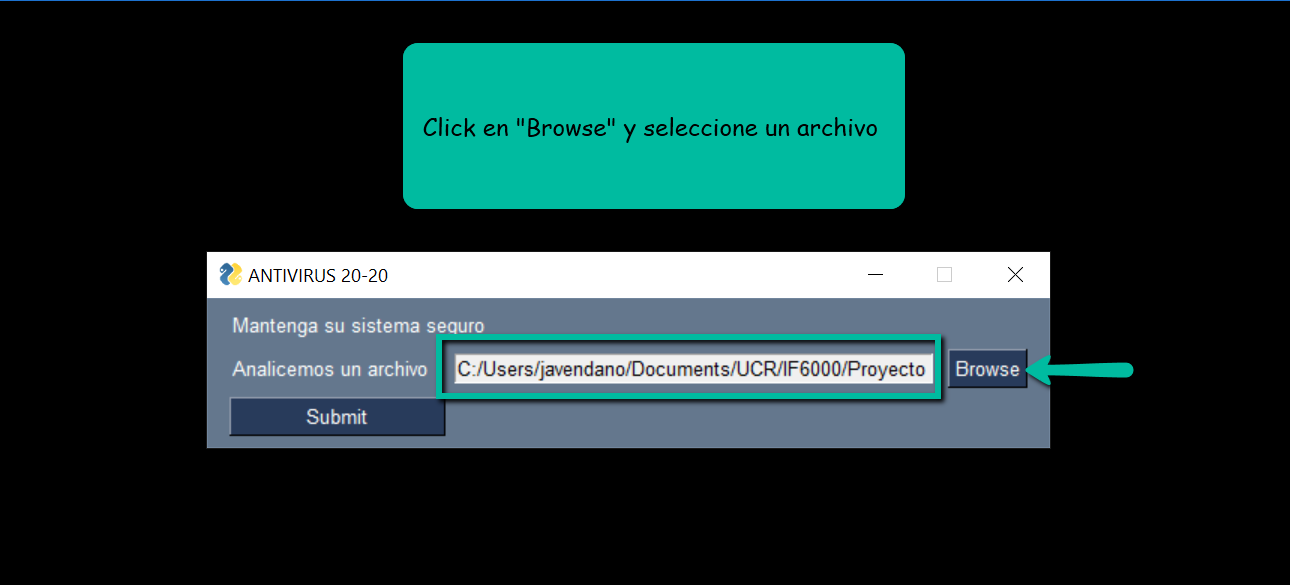 Click en "Browse" y seleccione un archivo
ANTIVIRUS 20-20
Mantenga su sistema seguro
Analicemos un archivo C:/Users/javendano/Documents/UCR/IF6000/Proyecto Browse
Submit